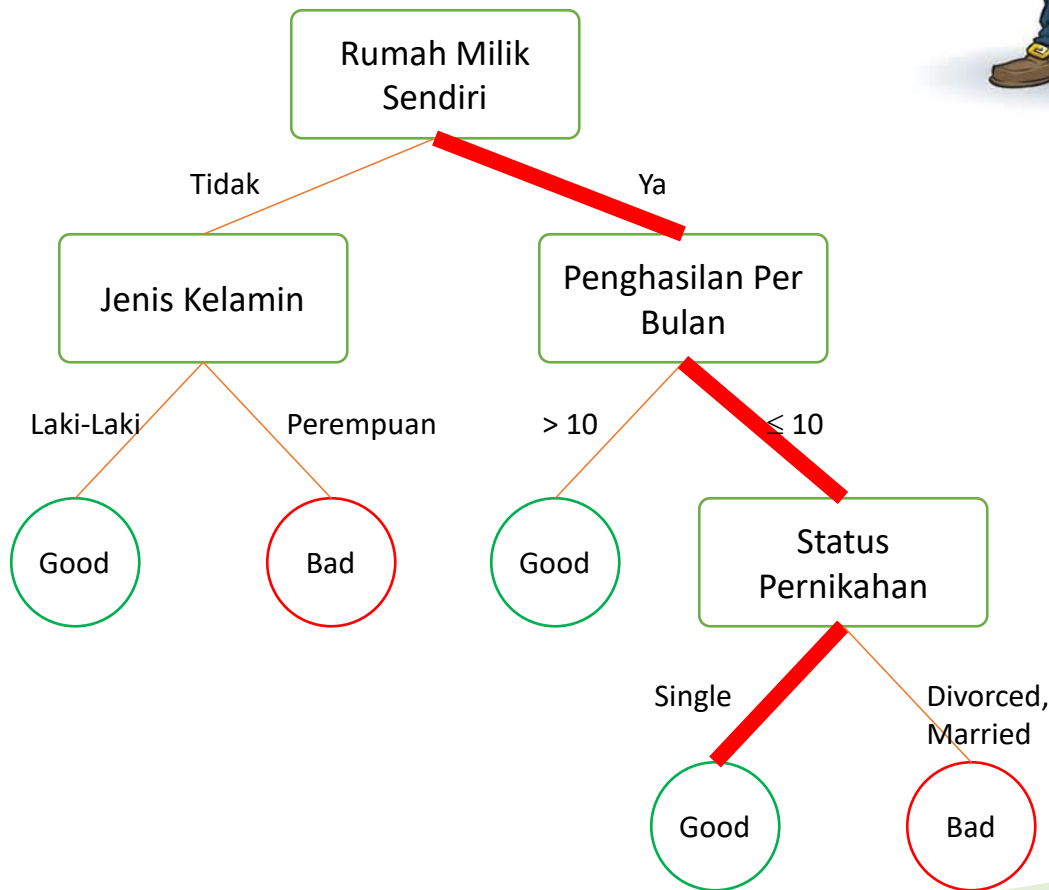 Rumah Milik
Sendiri
Tidak
Ya
Jenis Kelamin
Penghasilan Per
Bulan
Laki-Laki
Perempuan
> 10
≤ 10
Good
Bad
Good
Status
Pernikahan
Single
Divorced,
Married
Good
Bad